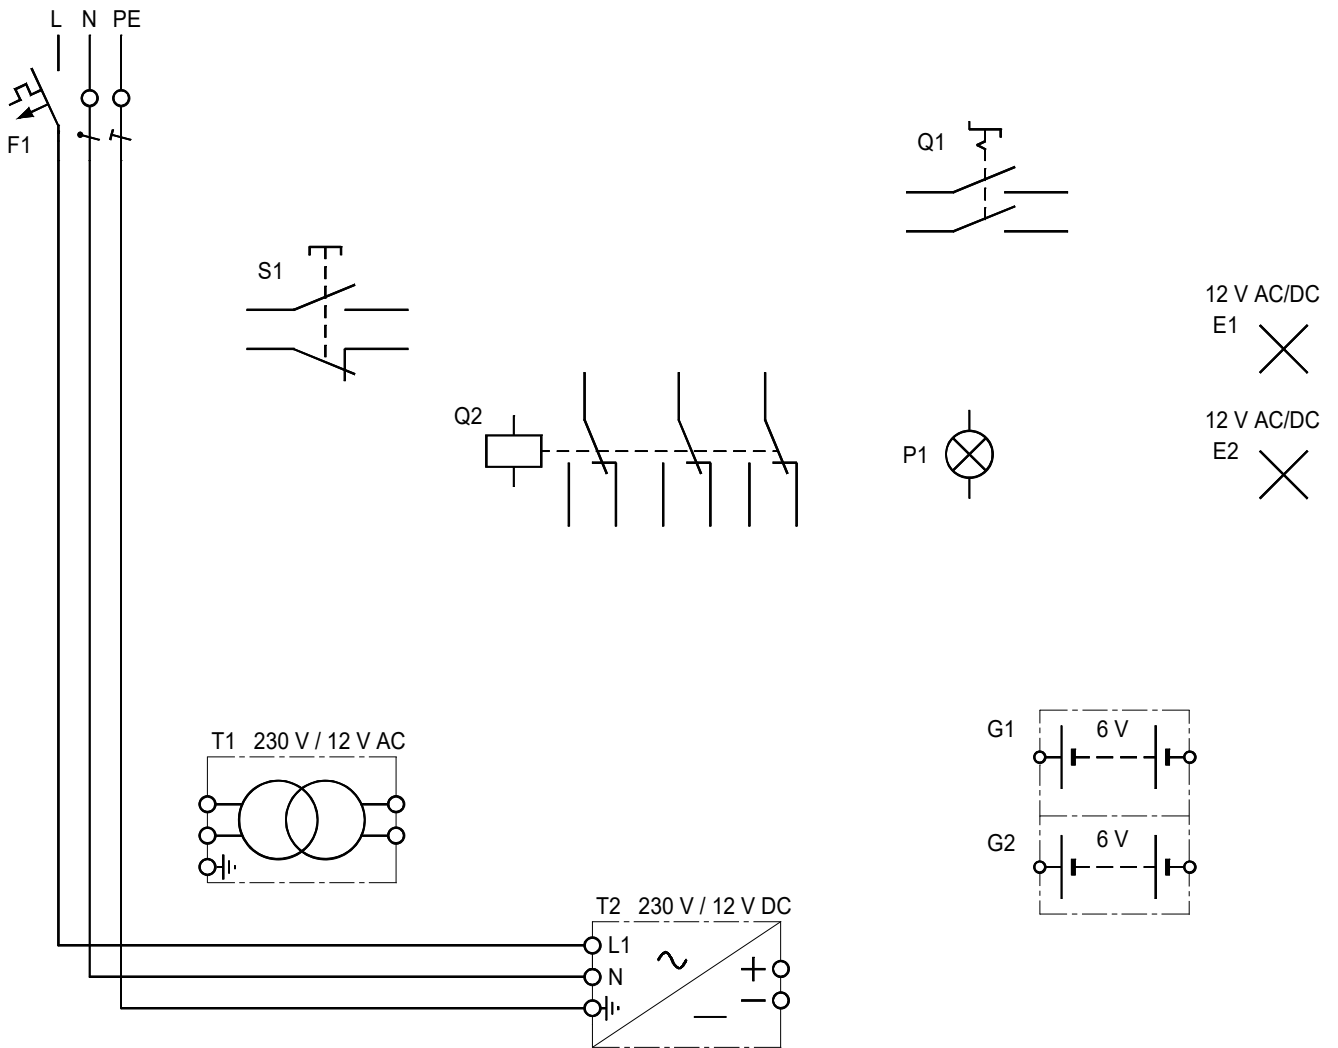 L N PE
F1
Q1
S1
12 V AC/DC
E1
Q2
12 V AC/DC
E2
P1
G1 6 V
T1 230 V / 12 V AC
G2 6 V
T2 230 V / 12 V DC
L1
N